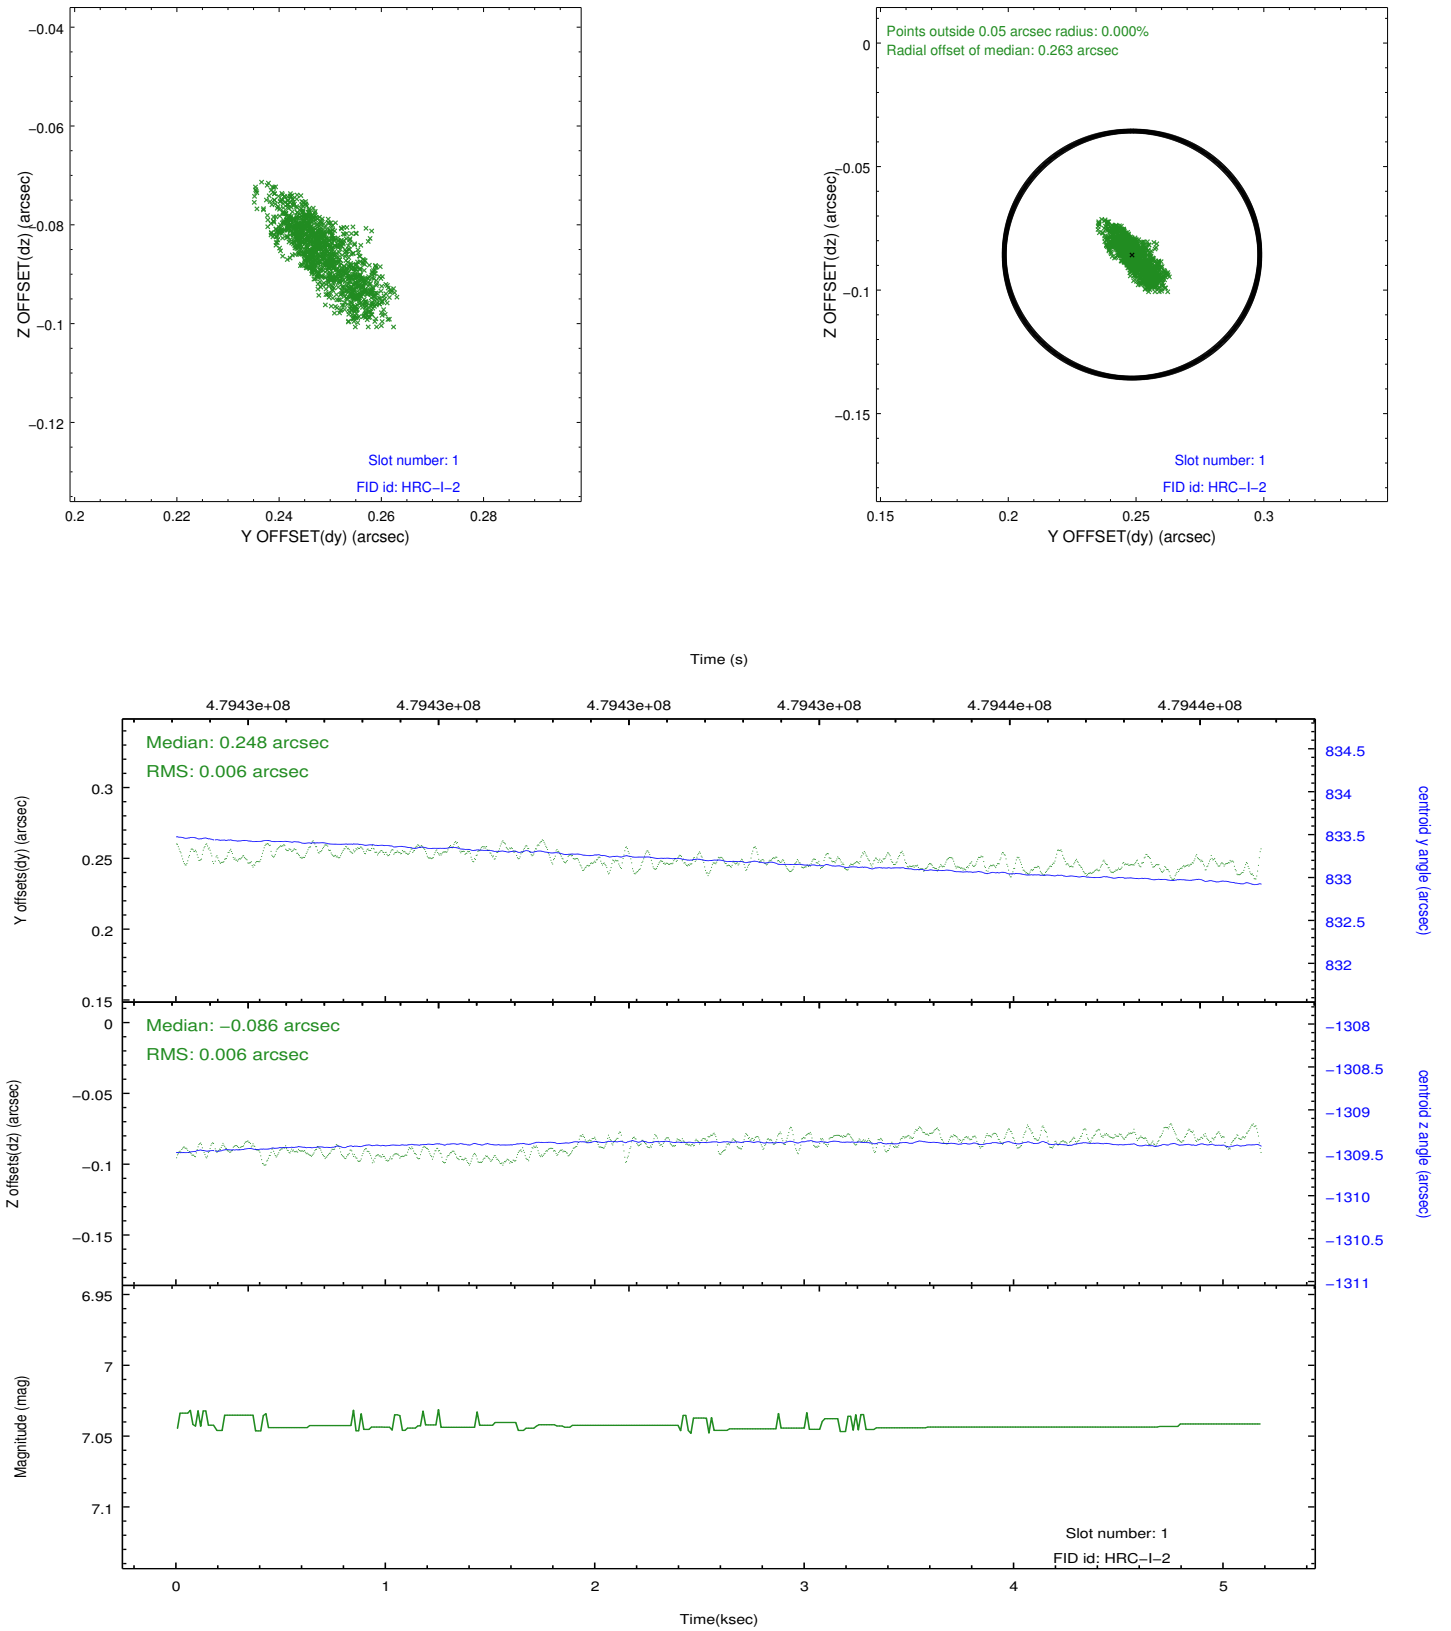 −0.04
−0.06
−0.08
−0.1
−0.12
Z OFFSET(dz) (arcsec)
Slot number: 1
FID id: HRC−I−2
0.2 0.22 0.24 0.26 0.28
Y OFFSET(dy) (arcsec)
Points outside 0.05 arcsec radius: 0.000%
Radial offset of median: 0.263 arcsec
0
−0.05
−0.1
−0.15
Z OFFSET(dz) (arcsec)
Slot number: 1
FID id: HRC−I−2
0.15 0.2 0.25 0.3
Y OFFSET(dy) (arcsec)
Time (s)
4.7943e+08 4.7943e+08 4.7943e+08 4.7943e+08 4.7944e+08 4.7944e+08
Median: 0.248 arcsec
RMS: 0.006 arcsec
0.3
0.25
0.2
0.15
Y offsets(dy) (arcsec)
834.5
834
833.5
833
832.5
832
centroid y angle (arcsec)
Median: −0.086 arcsec
RMS: 0.006 arcsec
0
−0.05
−0.1
−0.15
Z offsets(dz) (arcsec)
−1308
−1308.5
−1309
−1309.5
−1310
−1310.5
−1311
centroid z angle (arcsec)
6.95
7
7.05
7.1
Magnitude (mag)
Slot number: 1
FID id: HRC−I−2
0 1 2 3 4 5
Time(ksec)